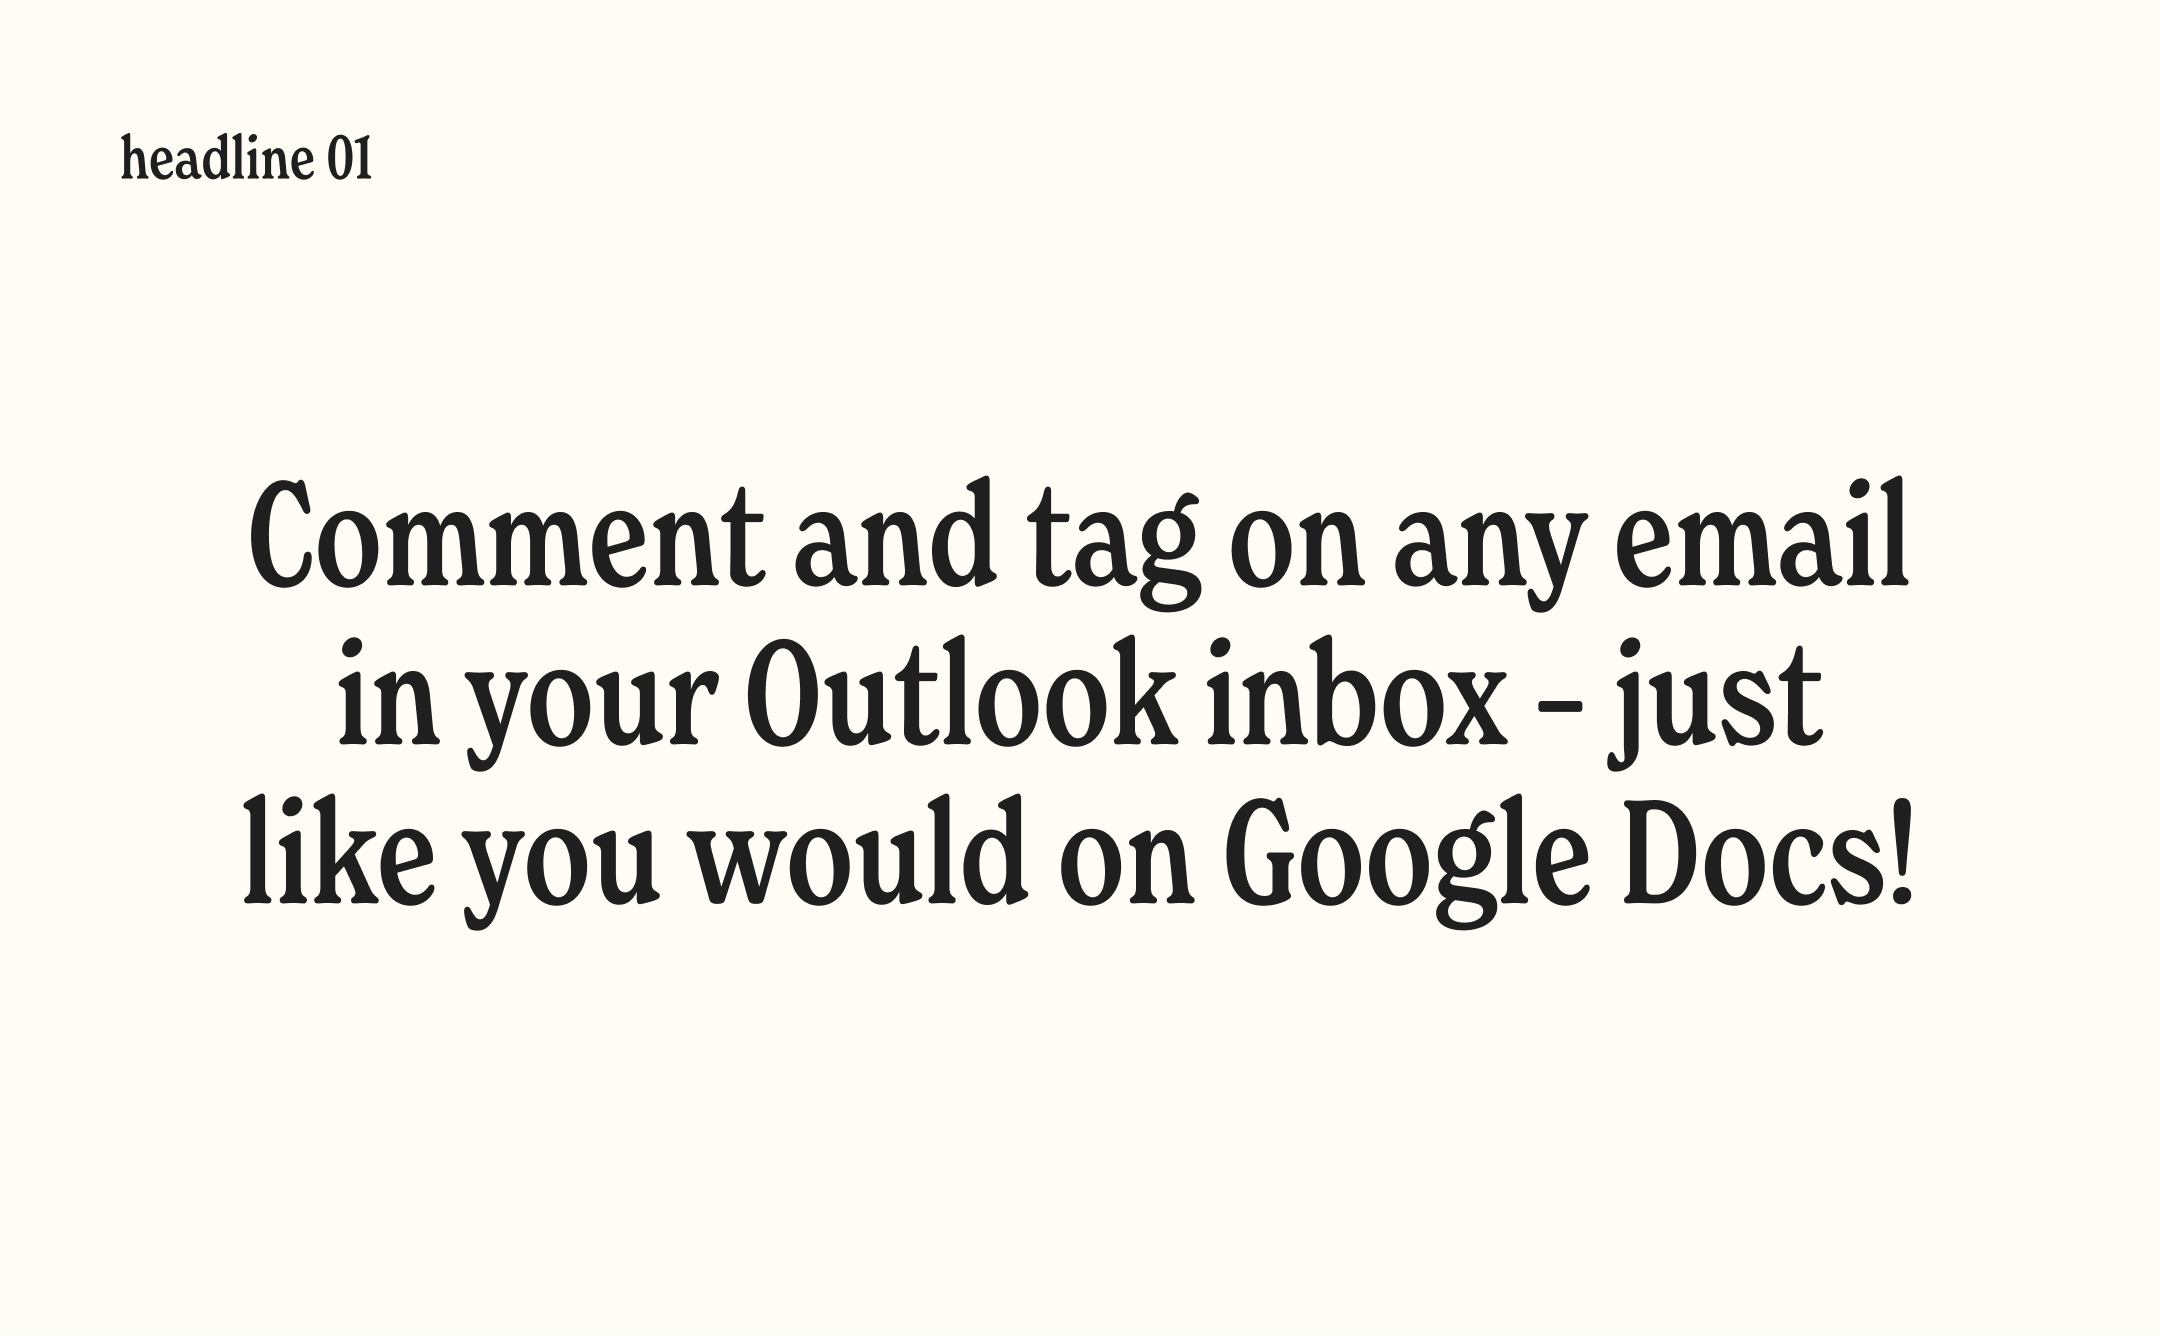 headline 01
Comment and tag on any email
in your Outlook inbox - just
like you would on Google Docs!